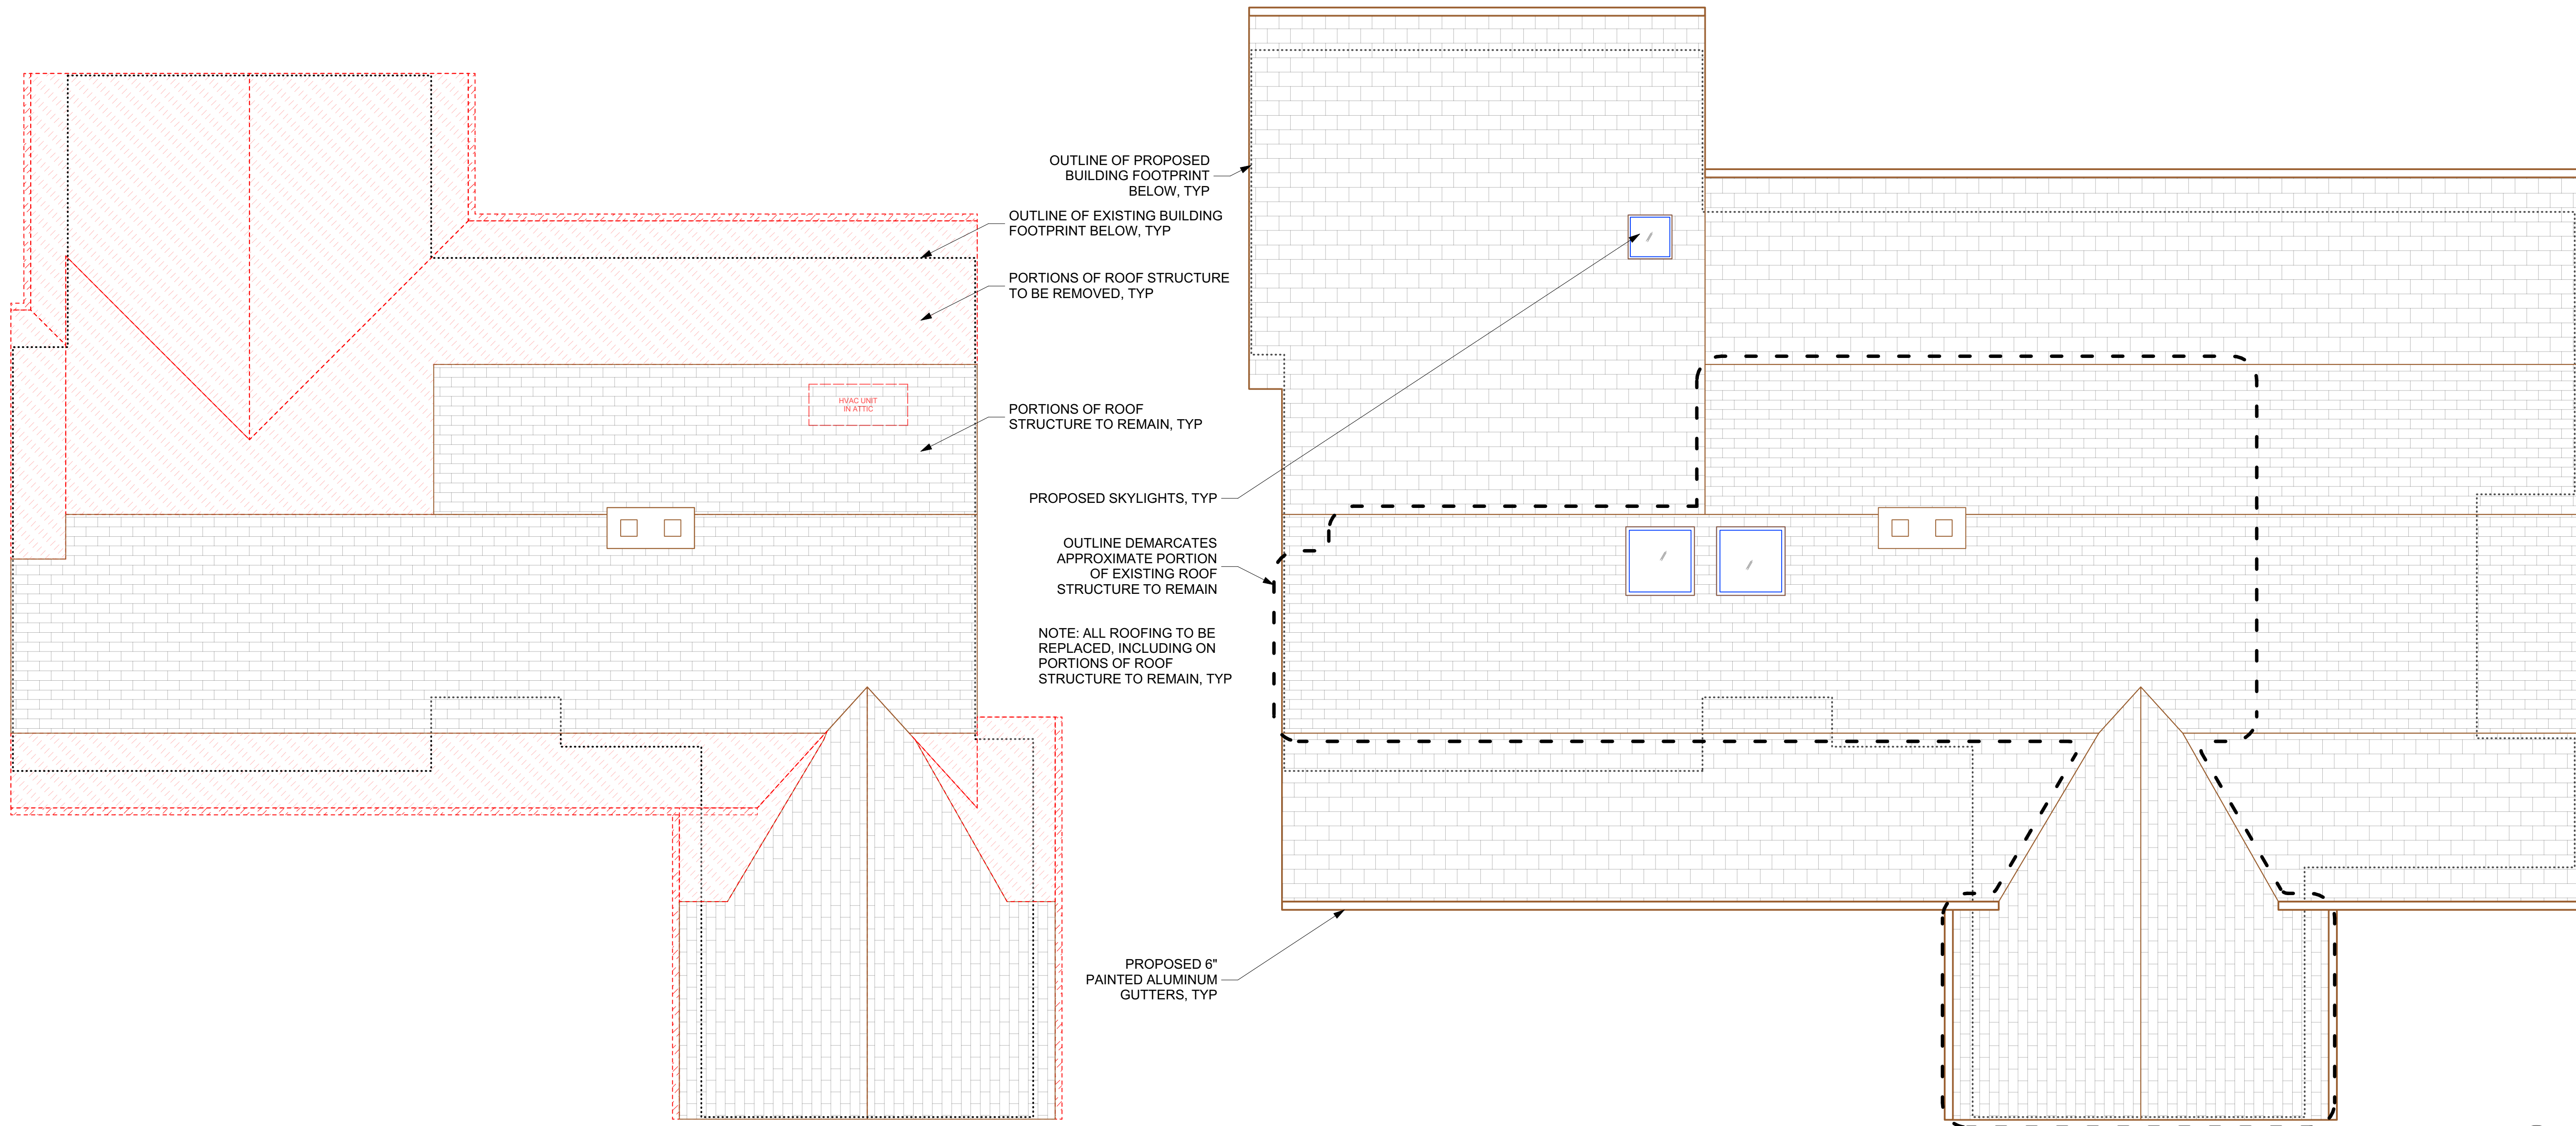 OUTLINE OF PROPOSED
BUILDING FOOTPRINT
BELOW, TYP
OUTLINE OF EXISTING BUILDING
FOOTPRINT BELOW, TYP
PORTIONS OF ROOF STRUCTURE
TO BE REMOVED, TYP
HVAC UNIT
IN ATTIC
PORTIONS OF ROOF
STRUCTURE TO REMAIN, TYP
PROPOSED SKYLIGHTS, TYP
OUTLINE DEMARCATES
APPROXIMATE PORTION
OF EXISTING ROOF
STRUCTURE TO REMAIN
NOTE: ALL ROOFING TO BE
REPLACED, INCLUDING ON
PORTIONS OF ROOF
STRUCTURE TO REMAIN, TYP
PROPOSED 6"
PAINTED ALUMINUM
GUTTERS, TYP